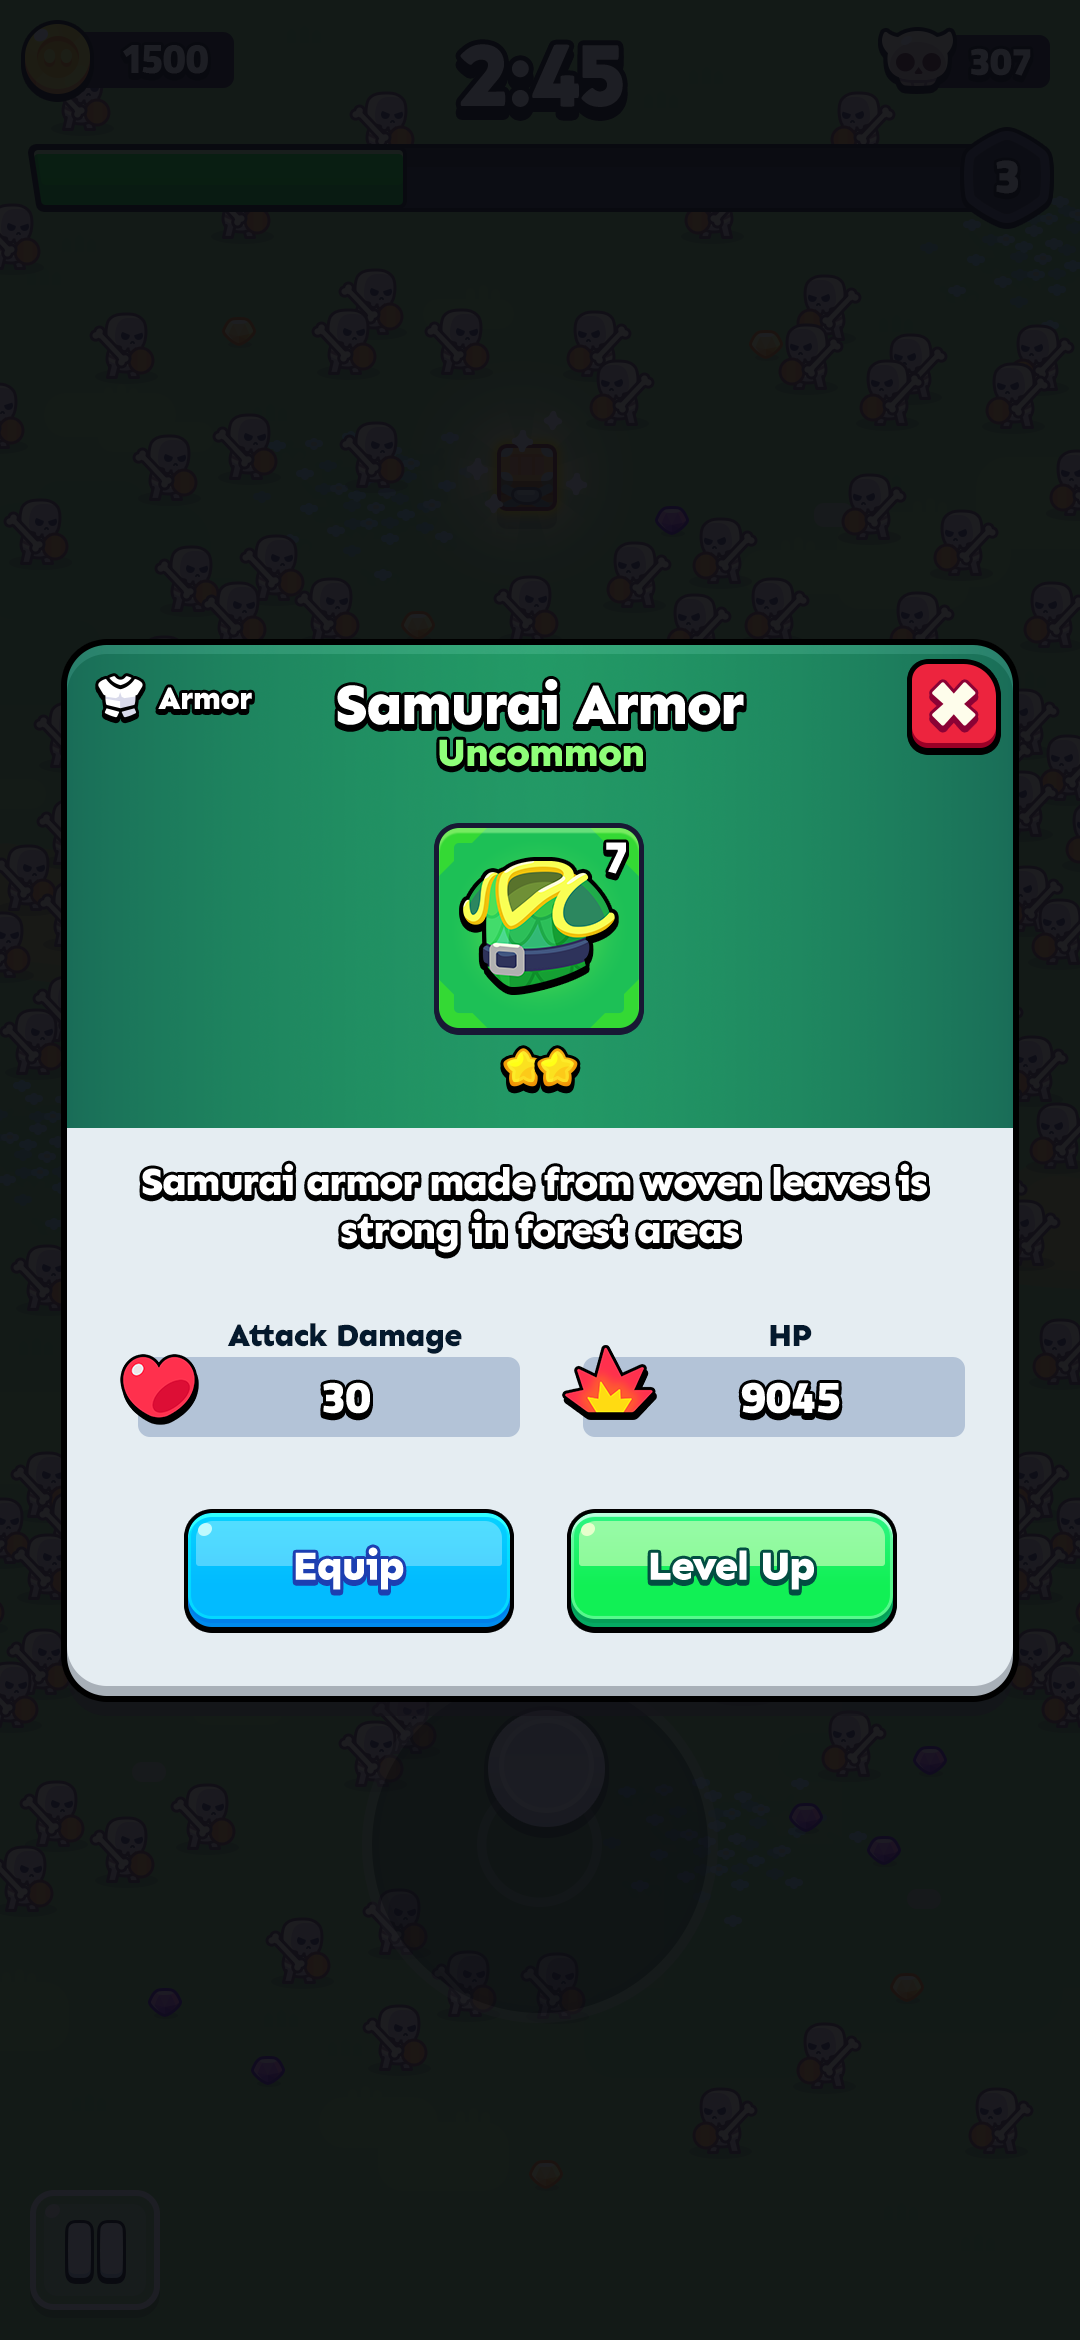 1500
2:45
307
3
Armor
Samurai Armor
Uncommon
7
Samurai armor made from woven leaves is
strong in forest areas
Attack Damage
HP
30
9045
Equip
Level Up